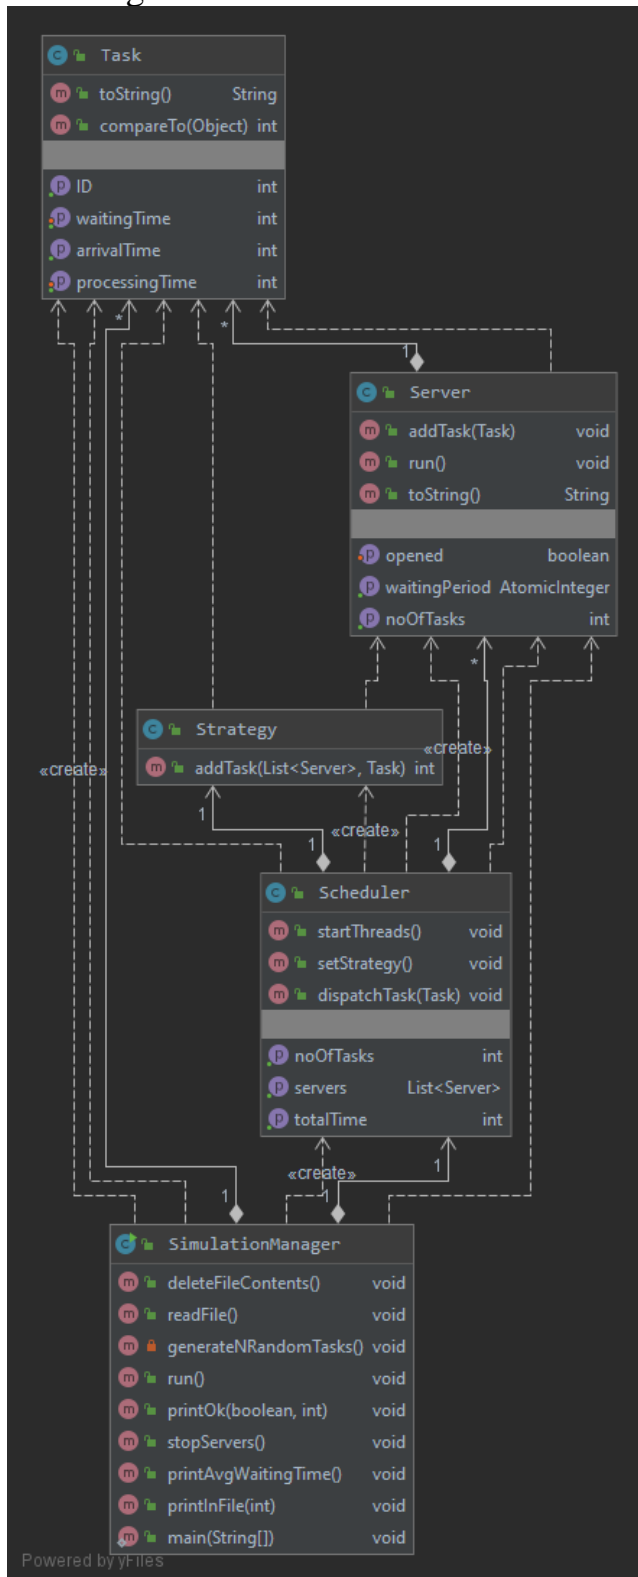 Task
toString() String
compareTo(Object) int
ID int
waitingTime int
arrivalTime int
processingTime int
* *
1
Server
addTask(Task) void
run() void
toString() String
opened boolean
waitingPeriod AtomicInteger
noOfTasks int
*
Strategy
«create»
addTask(List<Server>, Task) int
«create»
1
«create»
1 1
Scheduler
startThreads() void
setStrategy() void
dispatchTask(Task) void
noOfTasks int
servers List<Server>
totalTime int
«create» 1
1 1
SimulationManager
deleteFileContents() void
readFile() void
generateNRandomTasks() void
run() void
printOk(boolean, int) void
stopServers() void
printAvgWaitingTime() void
printInFile(int) void
main(String[]) void
Powered by yFiles